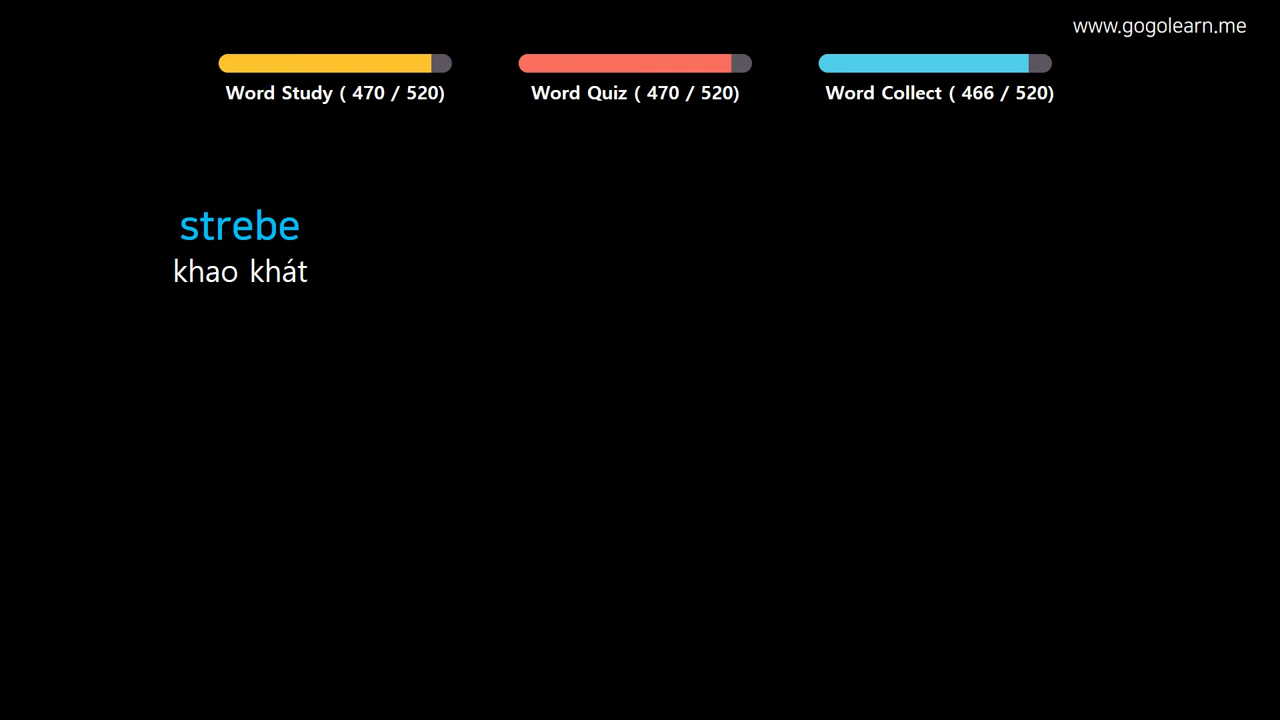 www.gogolearn.me
Word Study ( 470 / 520)
Word Quiz ( 470 / 520)
Word Collect ( 466 / 520)
strebe
khao khát